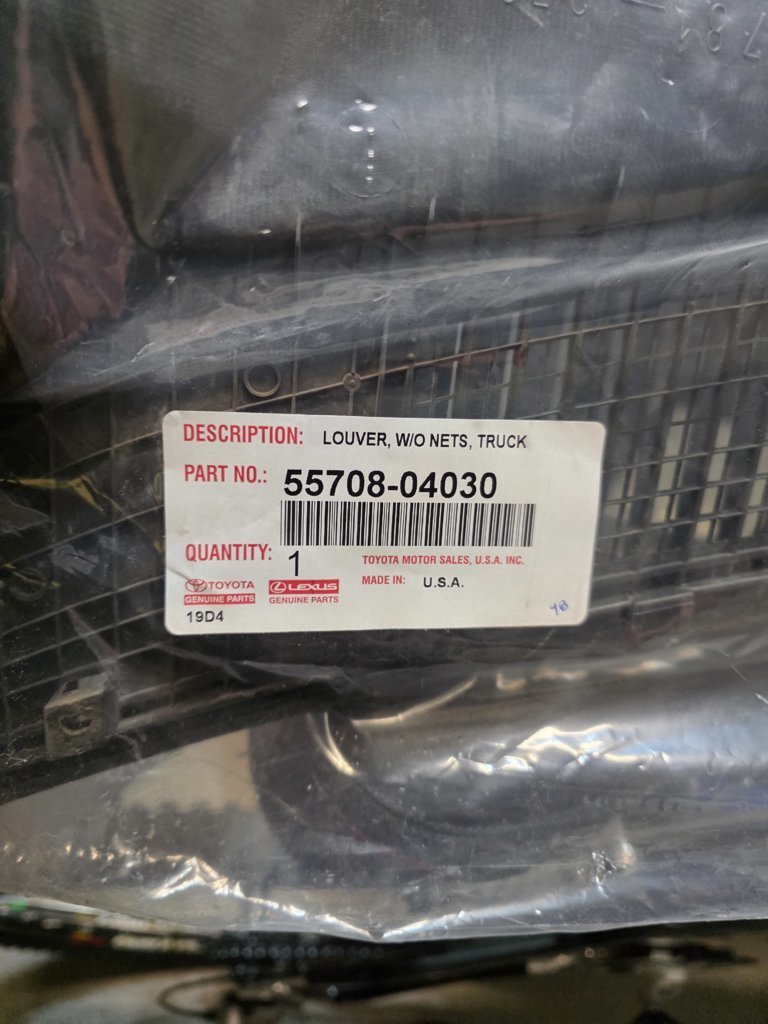 DESCRIPTION: LOUVER, W/O NETS, TRUCK
PART NO.: 55708-04030
QUANTITY: 1
TOYOTA MOTOR SALES, U.S.A. INC.
MADE IN: U.S.A.
TOYOTA
GENUINE PARTS
LEXUS
GENUINE PARTS
19D4